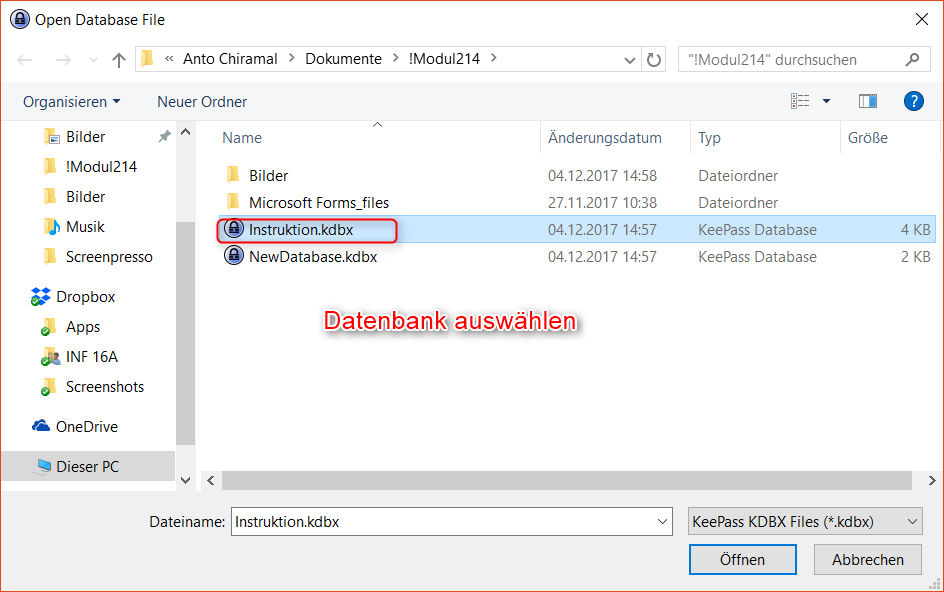 Open Database File
« Anto Chiramal > Dokumente > !Modul214 >
"!Modul214" durchsuchen
Organisieren
Neuer Ordner
?
Bilder
!Modul214
Bilder
Musik
Screenpresso
Dropbox
Apps
INF 16A
Screenshots
OneDrive
Dieser PC
Name Änderungsdatum Typ Größe
Bilder 04.12.2017 14:58 Dateiordner
Microsoft Forms_files 27.11.2017 10:38 Dateiordner
Instruktion.kdbx 04.12.2017 14:57 KeePass Database 4 KB
NewDatabase.kdbx 04.12.2017 14:57 KeePass Database 2 KB
Datenbank auswählen
Dateiname: Instruktion.kdbx
KeePass KDBX Files (*.kdbx)
Öffnen
Abbrechen